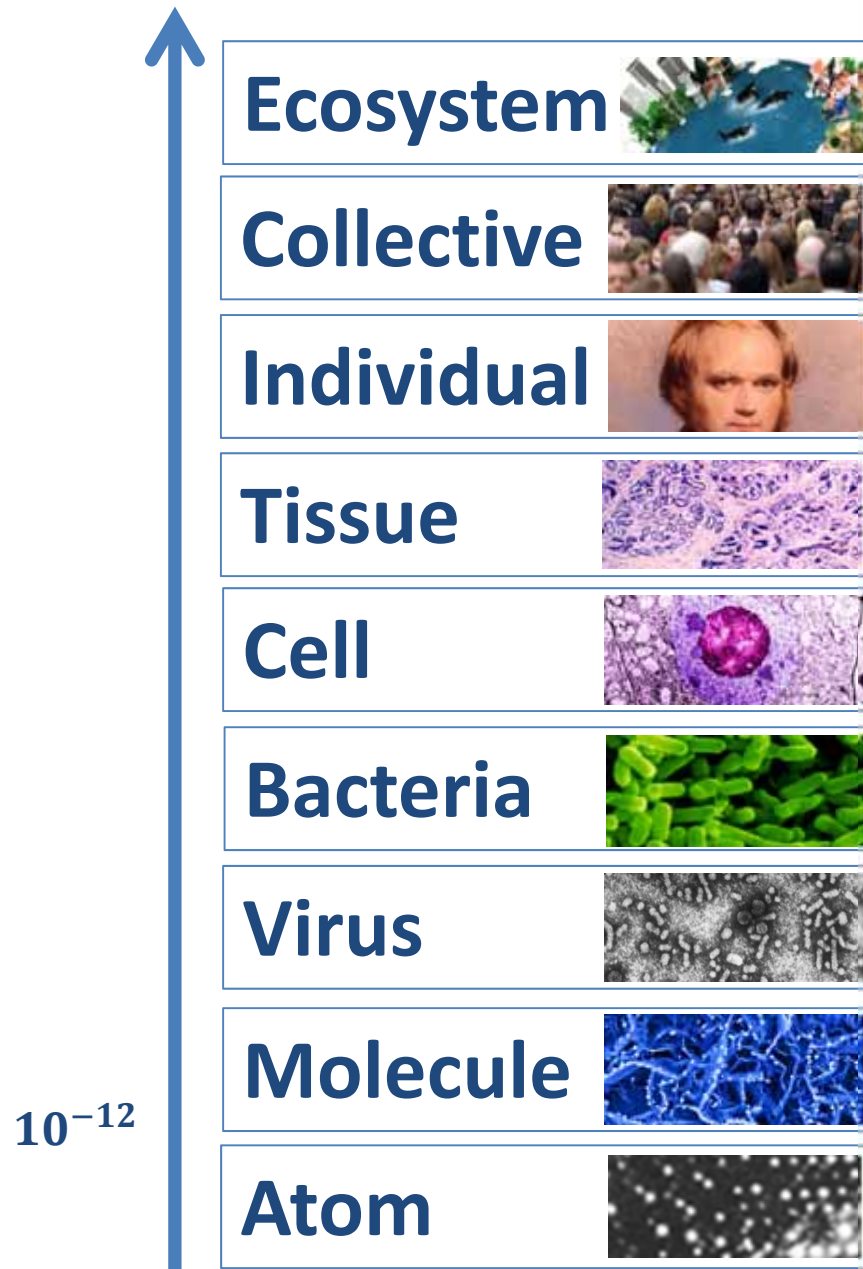 Ecosystem
Collective
Individual
Tissue
Cell
Bacteria
Virus
Molecule
10⁻¹²
Atom